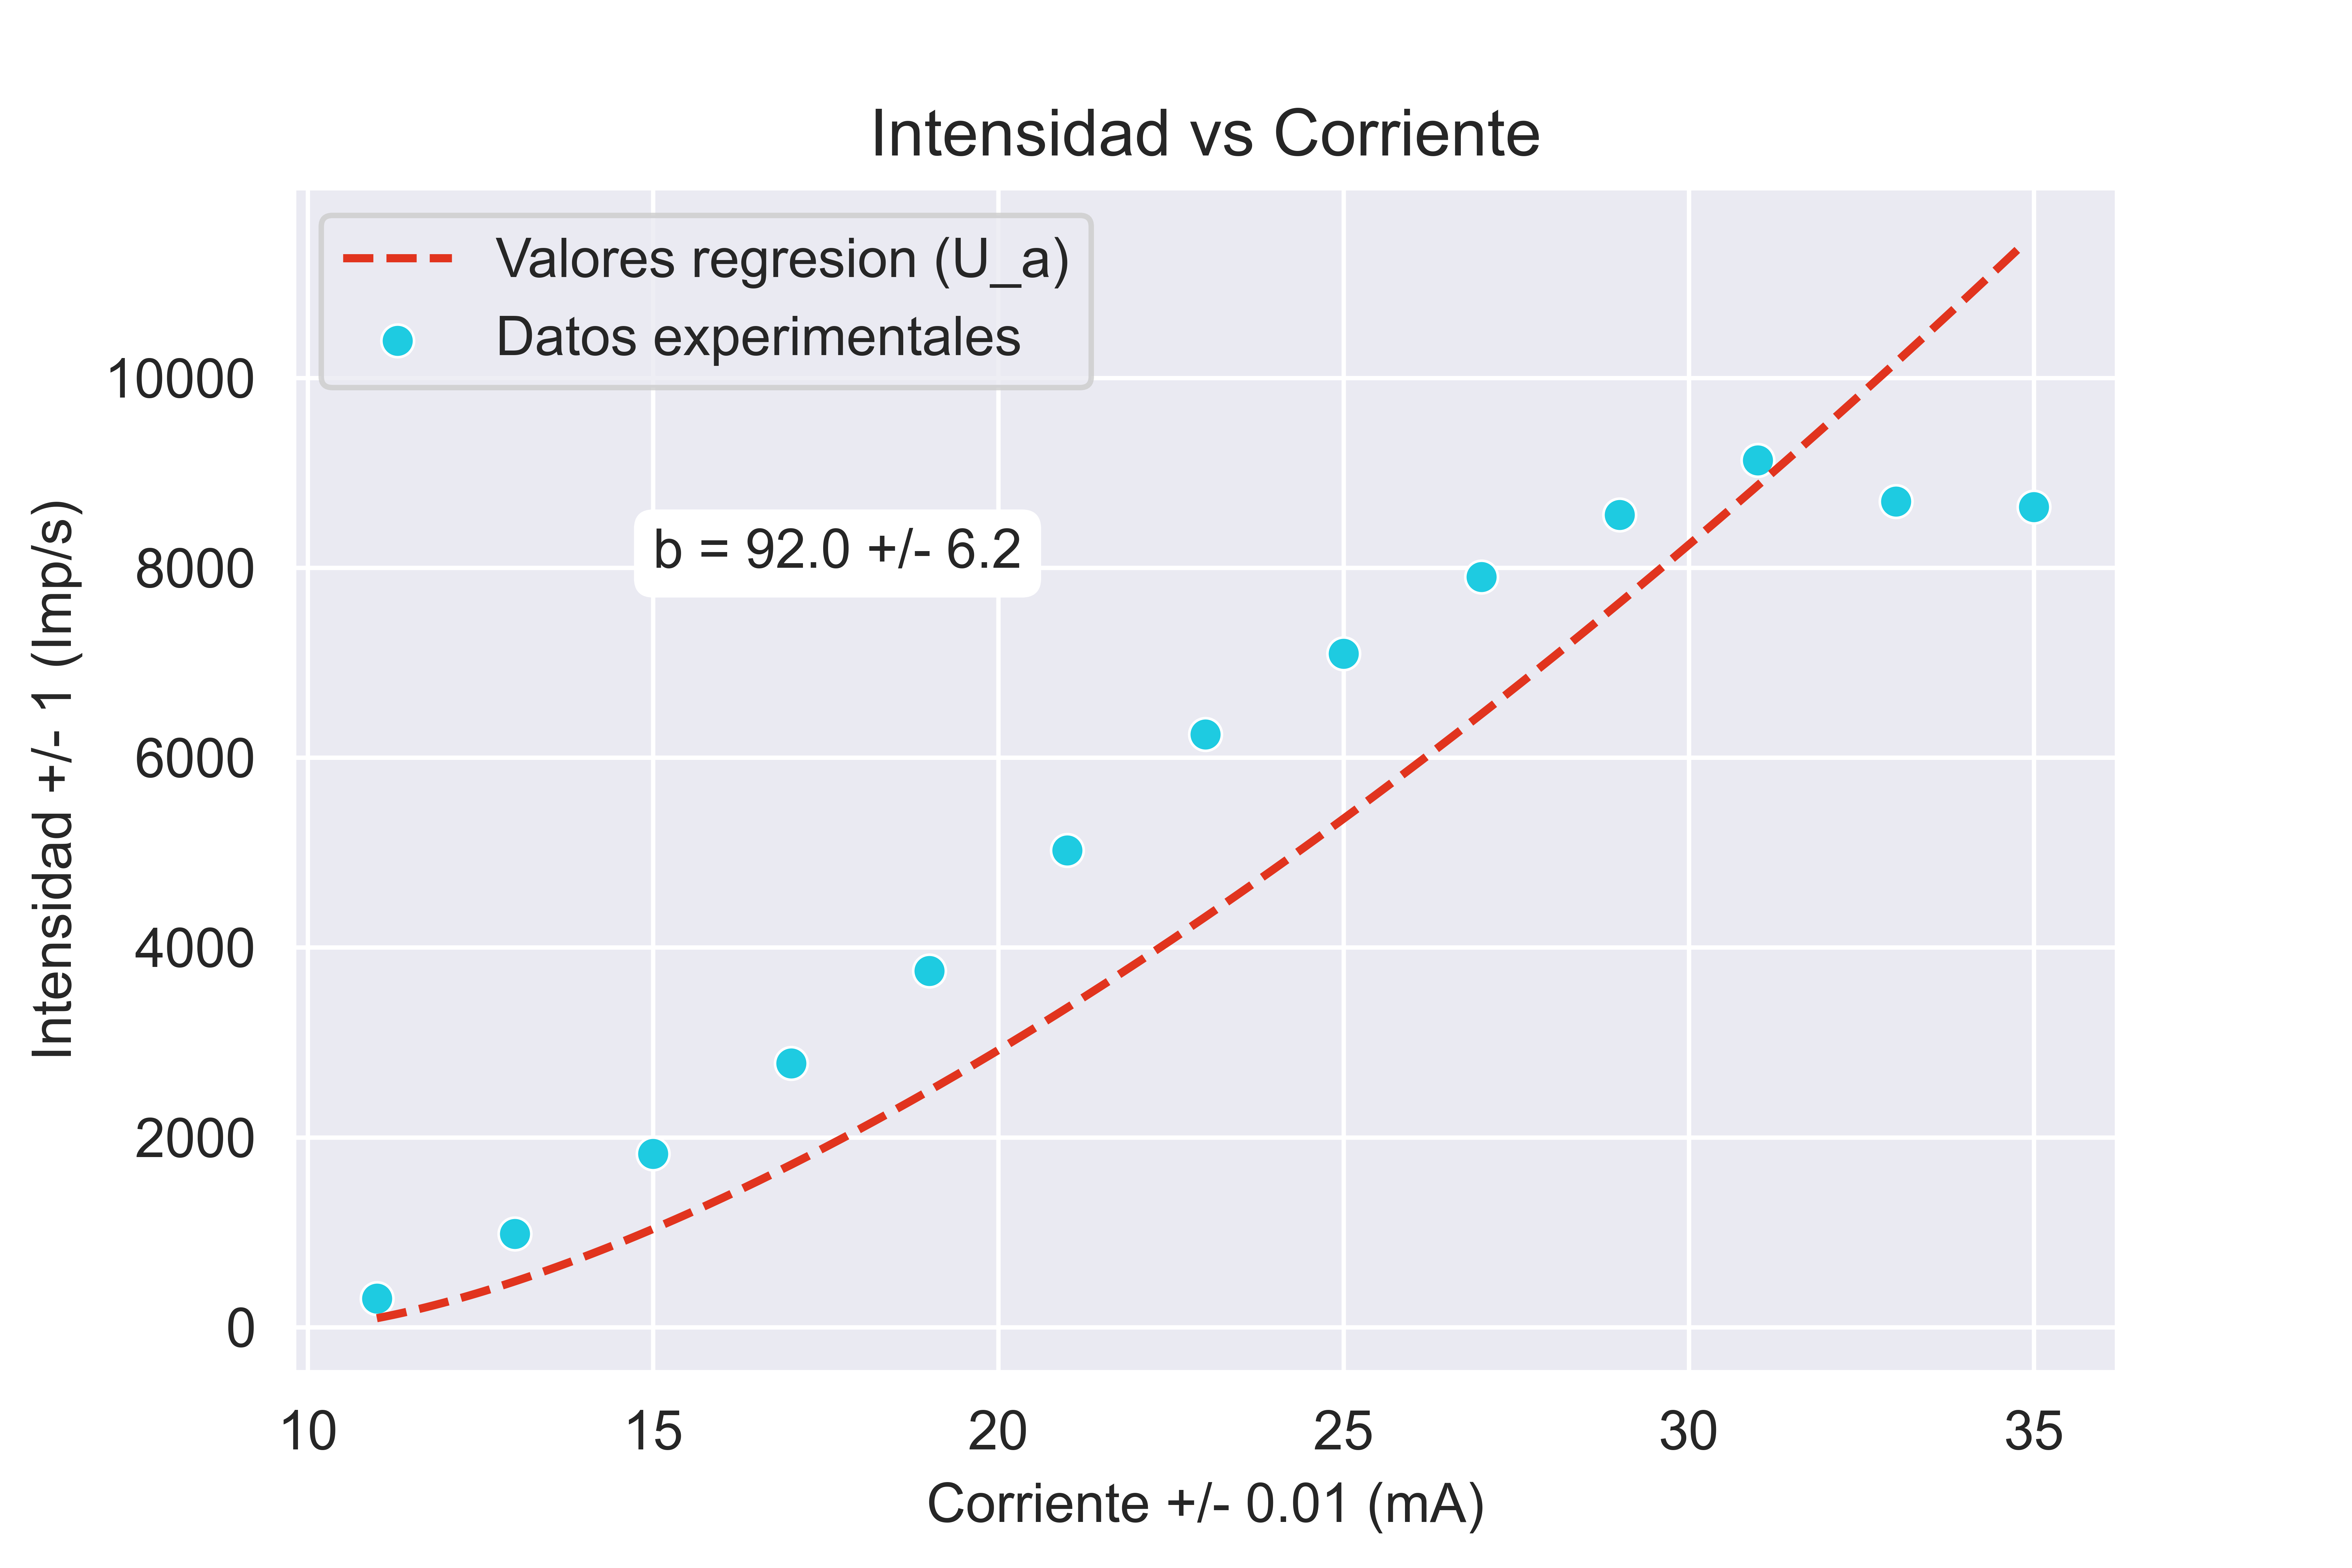 Intensidad vs Corriente
Valores regresion (U_a)
Datos experimentales
b = 92.0 +/- 6.2
Intensidad +/- 1 (Imp/s)
10000
8000
6000
4000
2000
0
10 15 20 25 30 35
Corriente +/- 0.01 (mA)